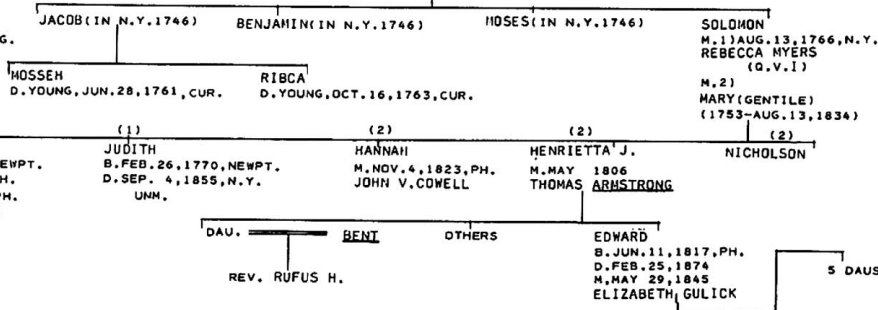 JACOB(IN N.Y.1746) BENJAMIN(IN N.Y.1746) MOSES(IN N.Y.1746) SOLOMON
G. M.1)AUG.13,1766,N.Y.
REBECCA MYERS
(Q.V.I)
MOSSEH RIBCA M.2)
D.YOUNG,JUN.28,1761,CUR. D.YOUNG,OCT.16,1763,CUR. MARY(GENTILE)
(1753-AUG.13,1834)
(1) (2) (2) (2)
JUDITH HANNAH HENRIETTA J. NICHOLSON
EWPT. B.FEB.26,1770,NEWPT. M.NOV.4,1823,PH. M.MAY 1806
H. D.SEP. 4,1855,N.Y. JOHN V.COWELL THOMAS ARMSTRONG
PH. UNM.
DAU. BENT OTHERS EDWARD
B.JUN.11,1817,PH.
REV. RUFUS H. D.FEB.25,1874 5 DAUS
M.MAY 29,1845
ELIZABETH GULICK